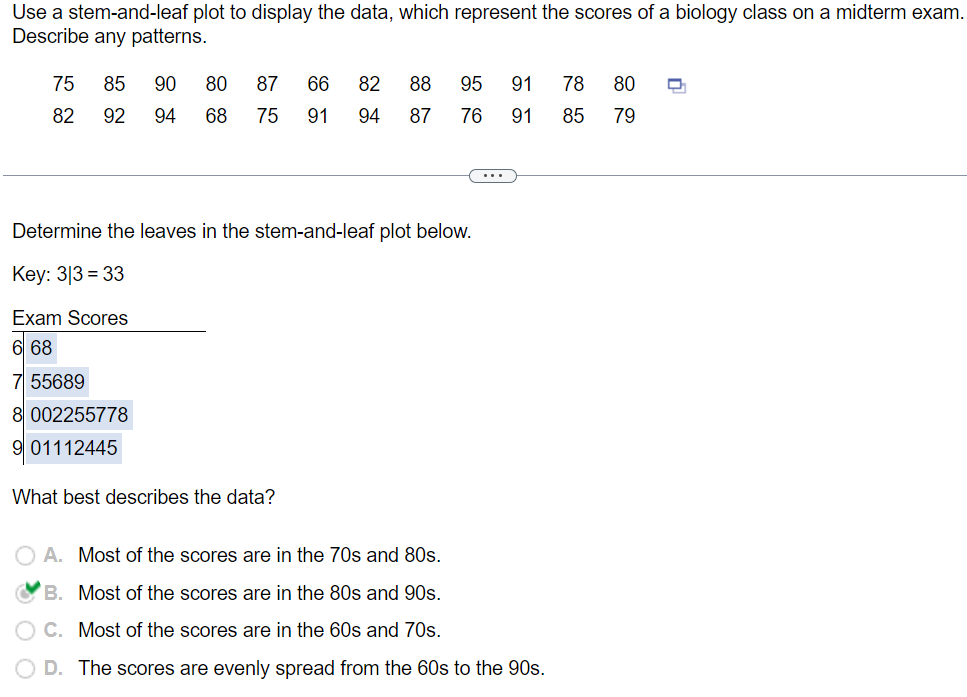 Use a stem-and-leaf plot to display the data, which represent the scores of a biology class on a midterm exam.
Describe any patterns.
75 85 90 80 87 66 82 88 95 91 78 80
82 92 94 68 75 91 94 87 76 91 85 79
Determine the leaves in the stem-and-leaf plot below.
Key: 3|3 = 33
Exam Scores
6 68
7 55689
8 002255778
9 01112445
What best describes the data?
A. Most of the scores are in the 70s and 80s.
B. Most of the scores are in the 80s and 90s.
C. Most of the scores are in the 60s and 70s.
D. The scores are evenly spread from the 60s to the 90s.